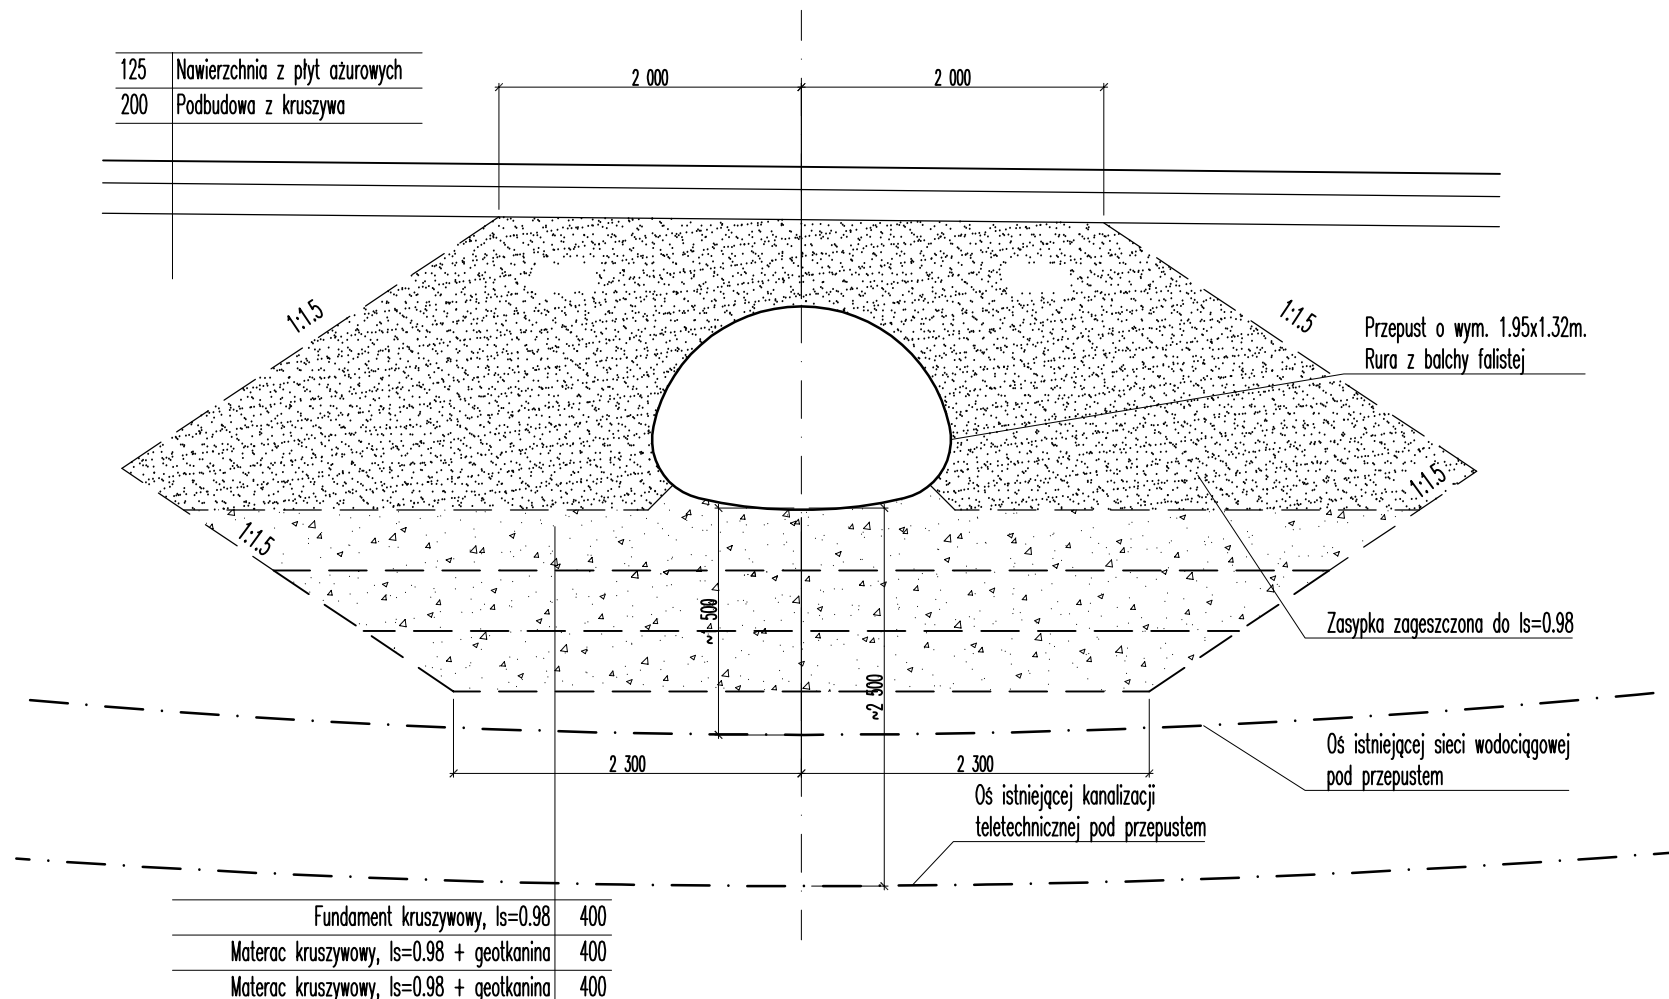 125 Nawierzchnia z płyt ażurowych
200 Podbudowa z kruszywa
2 000
2 000
1:1.5
1:1.5
Przepust o wym. 1.95x1.32m.
Rura z balchy falistej
1:1.5
1:1.5
~1 500
Zasypka zageszczona do Is=0.98
~2 500
Oś istniejącej sieci wodociągowej
pod przepustem
2 300
2 300
Oś istniejącej kanalizacji
teletechnicznej pod przepustem
Fundament kruszywowy, Is=0.98 400
Materac kruszywowy, Is=0.98 + geotkanina 400
Materac kruszywowy, Is=0.98 + geotkanina 400